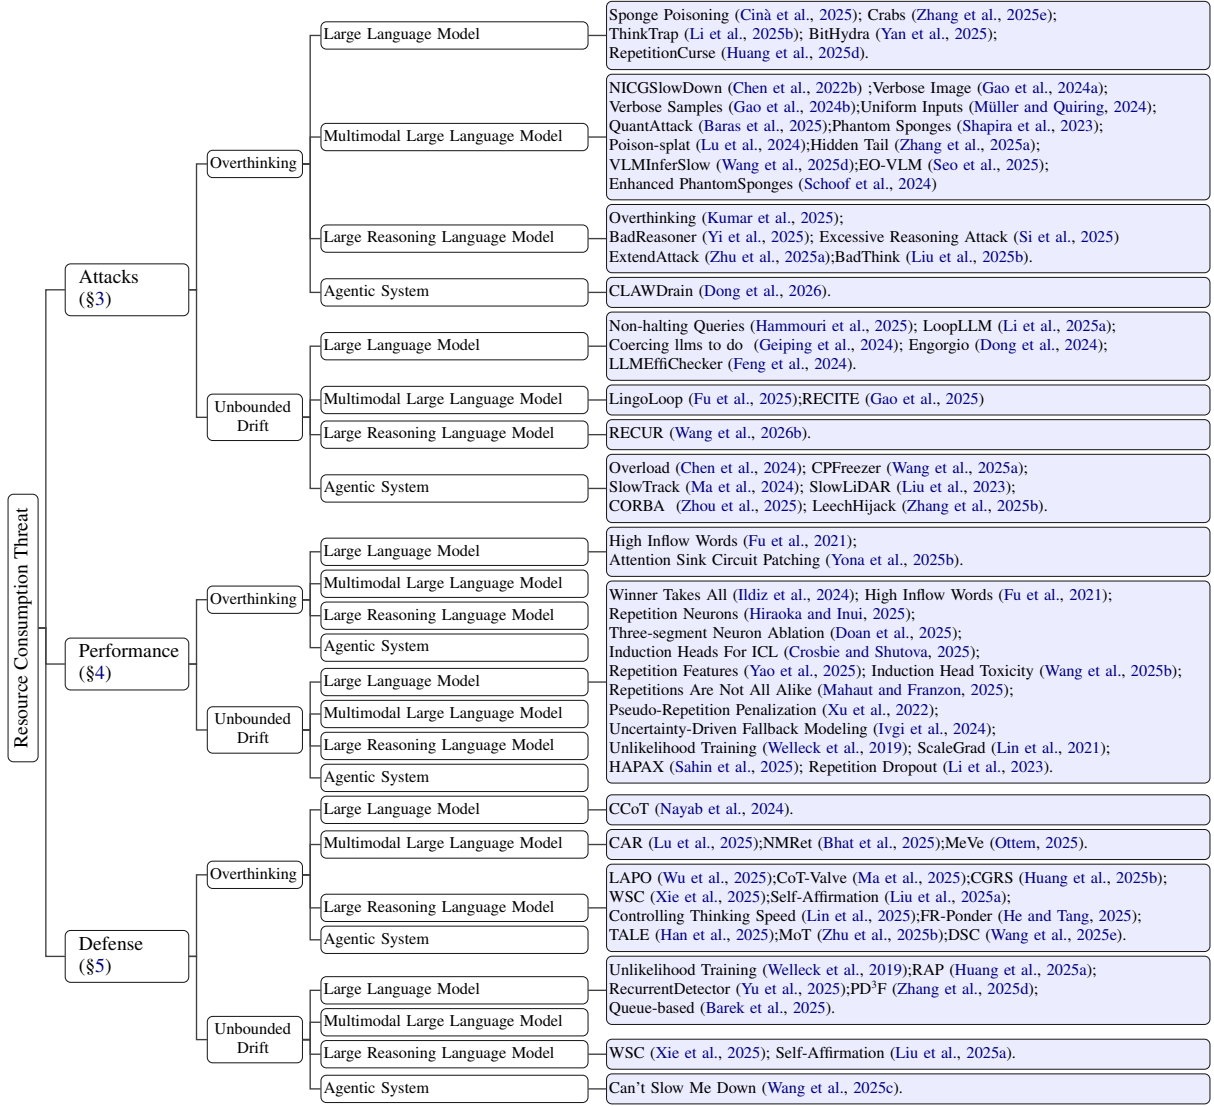 Resource Consumption Threat
Attacks
(§3)
Overthinking
Large Language Model
Sponge Poisoning (Cinà et al., 2025); Crabs (Zhang et al., 2025e);
ThinkTrap (Li et al., 2025b); BitHydra (Yan et al., 2025);
RepetitionCurse (Huang et al., 2025d).
Multimodal Large Language Model
NICGSlowDown (Chen et al., 2022b) ;Verbose Image (Gao et al., 2024a);
Verbose Samples (Gao et al., 2024b);Uniform Inputs (Müller and Quiring, 2024);
QuantAttack (Baras et al., 2025);Phantom Sponges (Shapira et al., 2023);
Poison-splat (Lu et al., 2024);Hidden Tail (Zhang et al., 2025a);
VLMInferSlow (Wang et al., 2025d);EO-VLM (Seo et al., 2025);
Enhanced PhantomSponges (Schoof et al., 2024)
Large Reasoning Language Model
Overthinking (Kumar et al., 2025);
BadReasoner (Yi et al., 2025); Excessive Reasoning Attack (Si et al., 2025)
ExtendAttack (Zhu et al., 2025a);BadThink (Liu et al., 2025b).
Agentic System
CLAWDrain (Dong et al., 2026).
Unbounded
Drift
Large Language Model
Non-halting Queries (Hammouri et al., 2025); LoopLLM (Li et al., 2025a);
Coercing llms to do (Geiping et al., 2024); Engorgio (Dong et al., 2024);
LLMEffiChecker (Feng et al., 2024).
Multimodal Large Language Model
LingoLoop (Fu et al., 2025);RECITE (Gao et al., 2025)
Large Reasoning Language Model
RECUR (Wang et al., 2026b).
Agentic System
Overload (Chen et al., 2024); CPFreezer (Wang et al., 2025a);
SlowTrack (Ma et al., 2024); SlowLiDAR (Liu et al., 2023);
CORBA (Zhou et al., 2025); LeechHijack (Zhang et al., 2025b).
Performance
(§4)
Overthinking
Large Language Model
High Inflow Words (Fu et al., 2021);
Attention Sink Circuit Patching (Yona et al., 2025b).
Multimodal Large Language Model
Large Reasoning Language Model
Agentic System
Unbounded
Drift
Large Language Model
Winner Takes All (Ildiz et al., 2024); High Inflow Words (Fu et al., 2021);
Repetition Neurons (Hiraoka and Inui, 2025);
Three-segment Neuron Ablation (Doan et al., 2025);
Induction Heads For ICL (Crosbie and Shutova, 2025);
Repetition Features (Yao et al., 2025); Induction Head Toxicity (Wang et al., 2025b);
Repetitions Are Not All Alike (Mahaut and Franzon, 2025);
Pseudo-Repetition Penalization (Xu et al., 2022);
Uncertainty-Driven Fallback Modeling (Ivgi et al., 2024);
Unlikelihood Training (Welleck et al., 2019); ScaleGrad (Lin et al., 2021);
HAPAX (Sahin et al., 2025); Repetition Dropout (Li et al., 2023).
Multimodal Large Language Model
Large Reasoning Language Model
Agentic System
Defense
(§5)
Overthinking
Large Language Model
CCoT (Nayab et al., 2024).
Multimodal Large Language Model
CAR (Lu et al., 2025);NMRet (Bhat et al., 2025);MeVe (Ottem, 2025).
Large Reasoning Language Model
LAPO (Wu et al., 2025);CoT-Valve (Ma et al., 2025);CGRS (Huang et al., 2025b);
WSC (Xie et al., 2025);Self-Affirmation (Liu et al., 2025a);
Controlling Thinking Speed (Lin et al., 2025);FR-Ponder (He and Tang, 2025);
TALE (Han et al., 2025);MoT (Zhu et al., 2025b);DSC (Wang et al., 2025e).
Agentic System
Unbounded
Drift
Large Language Model
Unlikelihood Training (Welleck et al., 2019);RAP (Huang et al., 2025a);
RecurrentDetector (Yu et al., 2025);PD³F (Zhang et al., 2025d);
Queue-based (Barek et al., 2025).
Multimodal Large Language Model
Large Reasoning Language Model
WSC (Xie et al., 2025); Self-Affirmation (Liu et al., 2025a).
Agentic System
Can't Slow Me Down (Wang et al., 2025c).